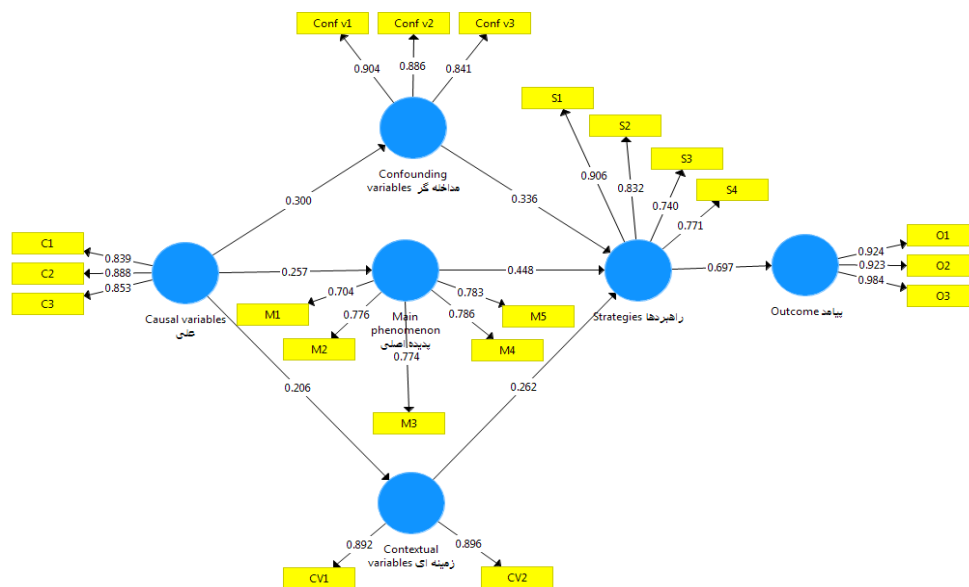 Conf v1
Conf v2
Conf v3
0.904
0.886
0.841
Confounding
variables مداخله گر
S1
S2
S3
S4
0.906
0.832
0.740
0.771
0.300
0.336
C1
C2
C3
0.839
0.888
0.853
Causal variables
علی
0.257
0.448
Main
phenomenon
پدیده اصلی
0.704
0.776
0.774
0.786
0.783
M1
M2
M3
M4
M5
Strategies راهبردها
0.697
Outcome پیامد
0.924
0.923
0.984
O1
O2
O3
0.206
0.262
Contextual
variables زمینه ای
0.892
0.896
CV1
CV2